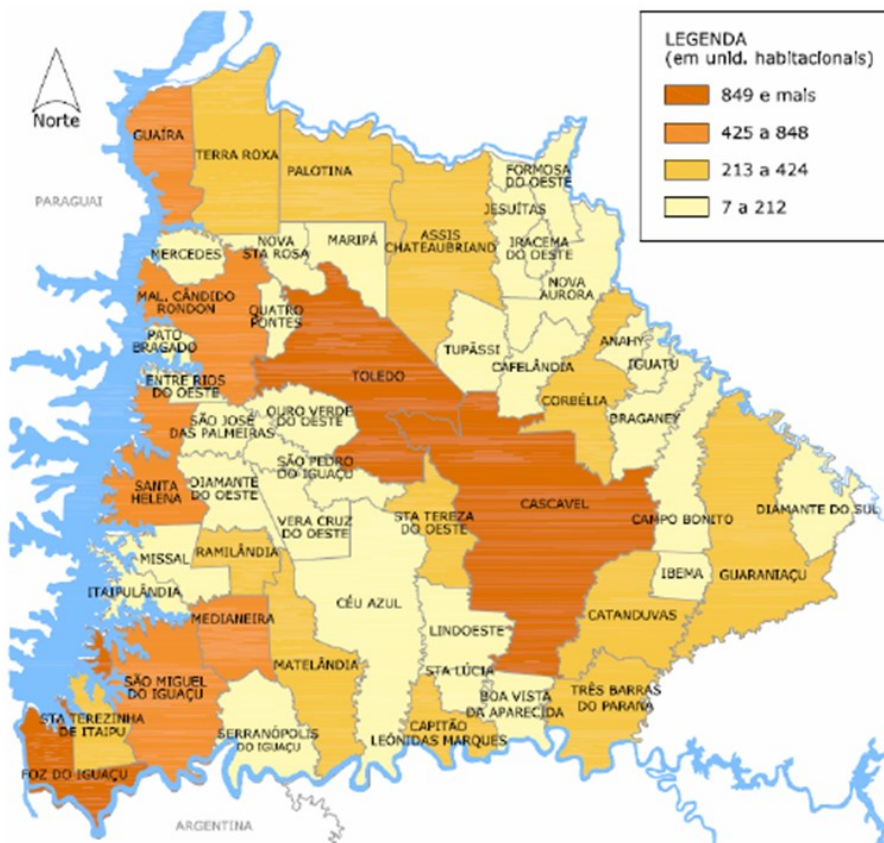 LEGENDA
(em unid. habitacionais)
849 e mais
425 a 848
213 a 424
7 a 212
Norte
PARAGUAI
GUAÍRA
TERRA ROXA
PALOTINA
ASSIS
CHATEAUBRIAND
FORMOSA
DO OESTE
JESUÍTAS
IRACEMA
DO OESTE
NOVA
AURORA
MERCEDES
NOVA
STA ROSA
MARIPÁ
MAL. CÂNDIDO
RONDON
QUATRO
PONTES
PATO
BRAGADO
ENTRE RIOS
DO OESTE
TOLEDO
TUPÃSSI
CAFELÂNDIA
ANAHY
IGUATU
CORBÉLIA
BRAGANEY
SÃO JOSÉ
DAS PALMEIRAS
OURO VERDE
DO OESTE
SÃO PEDRO
DO IGUAÇU
SANTA
HELENA
DIAMANTE
DO OESTE
VERA CRUZ
DO OESTE
STA TEREZA
DO OESTE
CASCAVEL
CAMPO BONITO
DIAMANTE DO SUL
GUARANIAÇU
IBEMA
CATANDUVAS
MISSAL
RAMILÂNDIA
ITAIPULÂNDIA
CÉU AZUL
MEDIANEIRA
LINDOESTE
MATELÂNDIA
STA LÚCIA
SÃO MIGUEL
DO IGUAÇU
BOA VISTA
DA APARECIDA
TRÊS BARRAS
DO PARANÁ
STA TEREZINHA
DE ITAIPU
SERRANÓPOLIS
DO IGUAÇU
CAPITÃO
LEÔNIDAS MARQUES
FOZ DO IGUAÇU
ARGENTINA